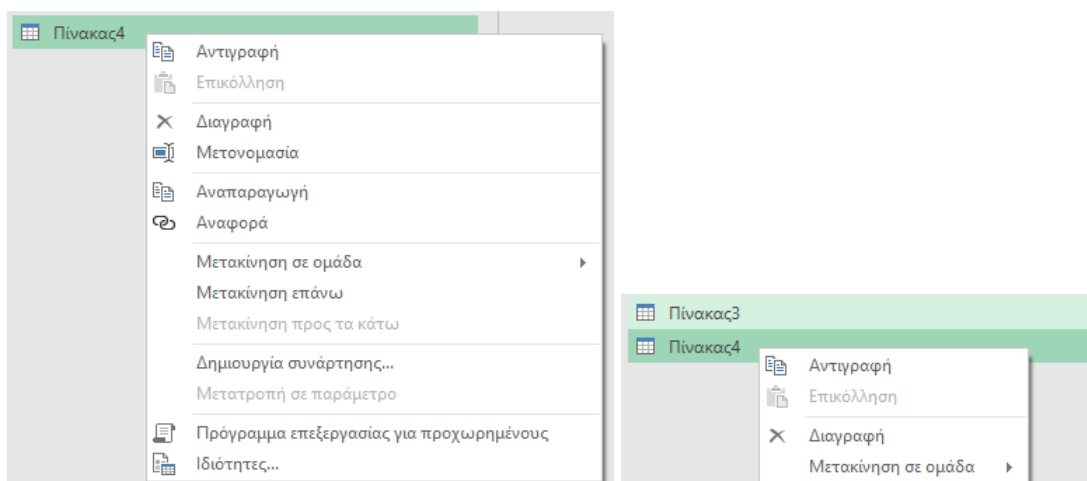 Πίνακας4
Αντιγραφή
Επικόλληση
Διαγραφή
Μετονομασία
Αναπαραγωγή
Αναφορά
Μετακίνηση σε ομάδα
Μετακίνηση επάνω
Μετακίνηση προς τα κάτω
Δημιουργία συνάρτησης...
Μετατροπή σε παράμετρο
Πρόγραμμα επεξεργασίας για προχωρημένους
Ιδιότητες...
Πίνακας3
Πίνακας4
Αντιγραφή
Επικόλληση
Διαγραφή
Μετακίνηση σε ομάδα